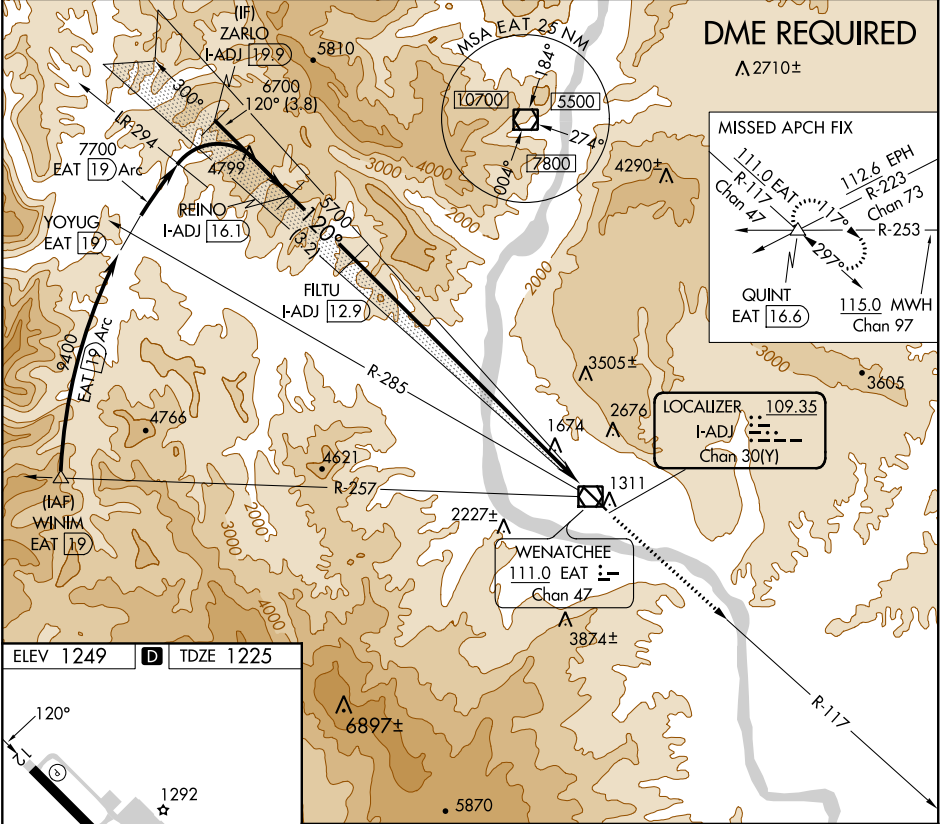 DME REQUIRED
2710±
(IF)
ZARLO
I-ADJ 19.9
5810
6700
120° (3.8)
300°
LR-294
7700
EAT 19 Arc
4799
REINO
I-ADJ 16.1
5700
120°
(3.2)
YOYUG
EAT 19
FILTU
I-ADJ 12.9
9400
EAT 19 Arc
R-285
4766
4621
R-257
(IAF)
WINIM
EAT 19
MSA EAT 25 NM
184°
10700
5500
274°
7800
004°
3000
4000
2000
4290±
2000
MISSED APCH FIX
111.0 EAT
R-117
Chan 47
112.6 EPH
R-223
Chan 73
117°
R-253
297°
QUINT
EAT 16.6
115.0 MWH
Chan 97
3000
3505±
3605
2676
1674
LOCALIZER 109.35
I-ADJ
Chan 30(Y)
1311
2227±
WENATCHEE
111.0 EAT
Chan 47
3874±
3000
2000
4000
R-117
6897±
5870
ELEV 1249 D TDZE 1225
120°
12
P
1292